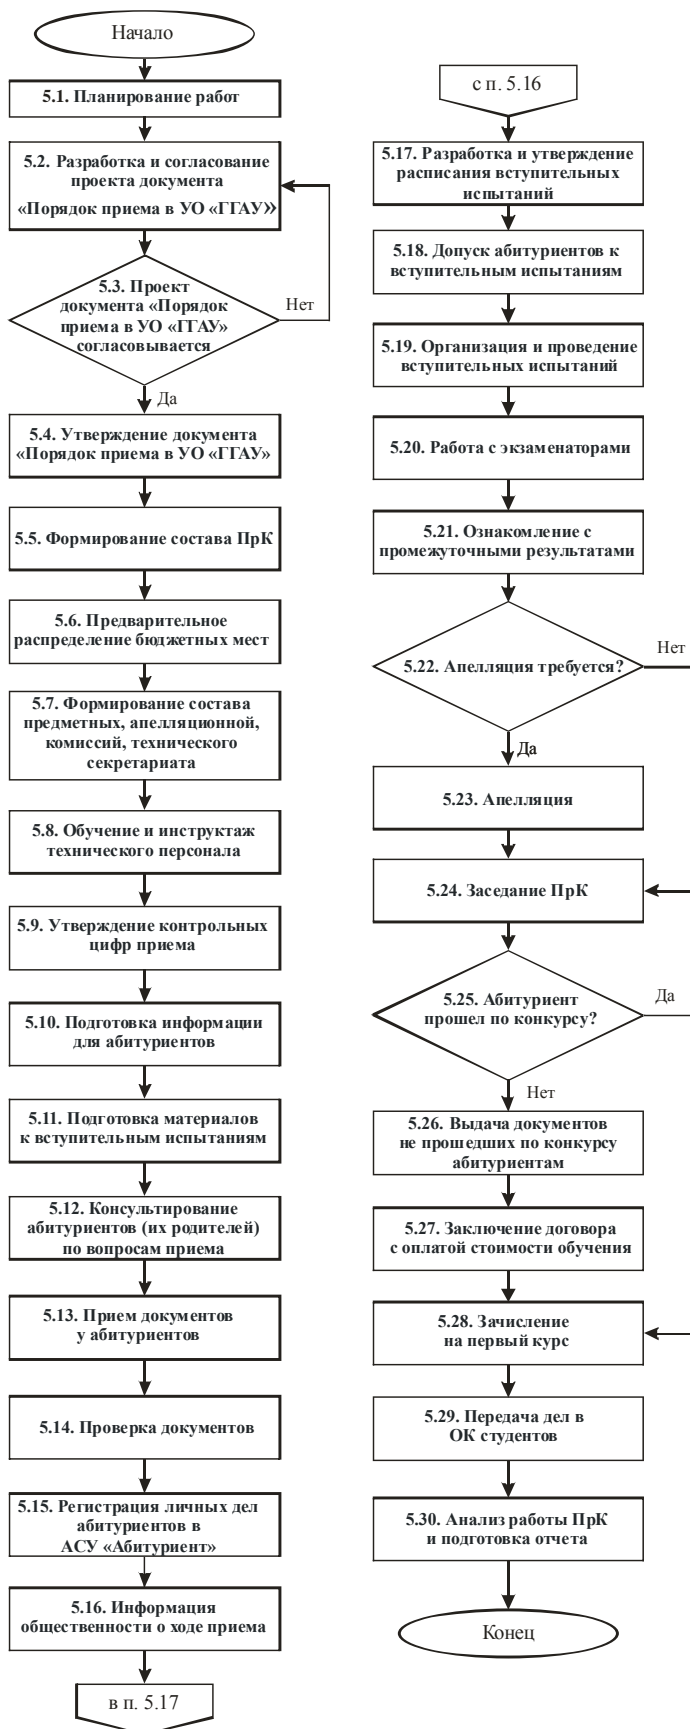 Начало
5.1. Планирование работ
5.2. Разработка и согласование
проекта документа
«Порядок приема в УО «ГГАУ»»
5.3. Проект
документа «Порядок
приема в УО «ГГАУ»
согласовывается
Нет
Да
5.4. Утверждение документа
«Порядок приема в УО «ГГАУ»
5.5. Формирование состава ПрК
5.6. Предварительное
распределение бюджетных мест
5.7. Формирование состава
предметных, апелляционной,
комиссий, технического
секретариата
5.8. Обучение и инструктаж
технического персонала
5.9. Утверждение контрольных
цифр приема
5.10. Подготовка информации
для абитуриентов
5.11. Подготовка материалов
к вступительным испытаниям
5.12. Консультирование
абитуриентов (их родителей)
по вопросам приема
5.13. Прием документов
у абитуриентов
5.14. Проверка документов
5.15. Регистрация личных дел
абитуриентов в
АСУ «Абитуриент»
5.16. Информация
общественности о ходе приема
в п. 5.17
с п. 5.16
5.17. Разработка и утверждение
расписания вступительных
испытаний
5.18. Допуск абитуриентов к
вступительным испытаниям
5.19. Организация и проведение
вступительных испытаний
5.20. Работа с экзаменаторами
5.21. Ознакомление с
промежуточными результатами
5.22. Апелляция требуется?
Нет
Да
5.23. Апелляция
5.24. Заседание ПрК
5.25. Абитуриент
прошел по конкурсу?
Да
Нет
5.26. Выдача документов
не прошедших по конкурсу
абитуриентам
5.27. Заключение договора
с оплатой стоимости обучения
5.28. Зачисление
на первый курс
5.29. Передача дел в
ОК студентов
5.30. Анализ работы ПрК
и подготовка отчета
Конец